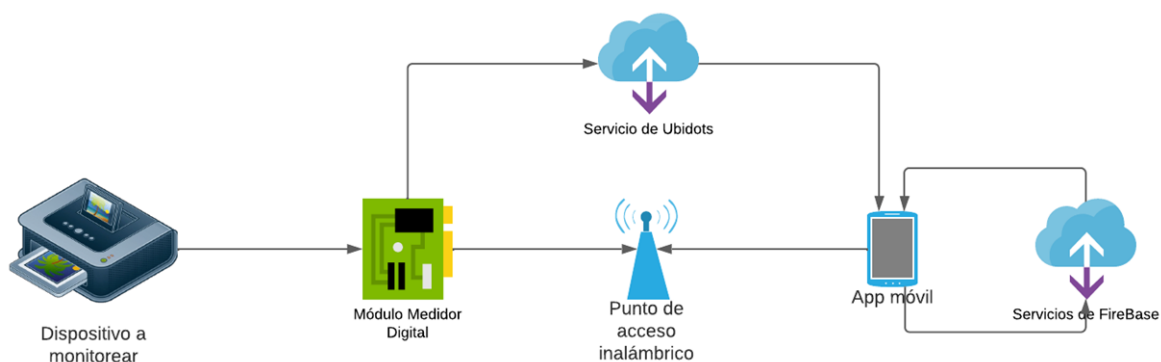 Servicio de Ubidots
Módulo Medidor
Digital
Punto de
acceso
inalámbrico
App móvil
Servicios de FireBase
Dispositivo a
monitorear